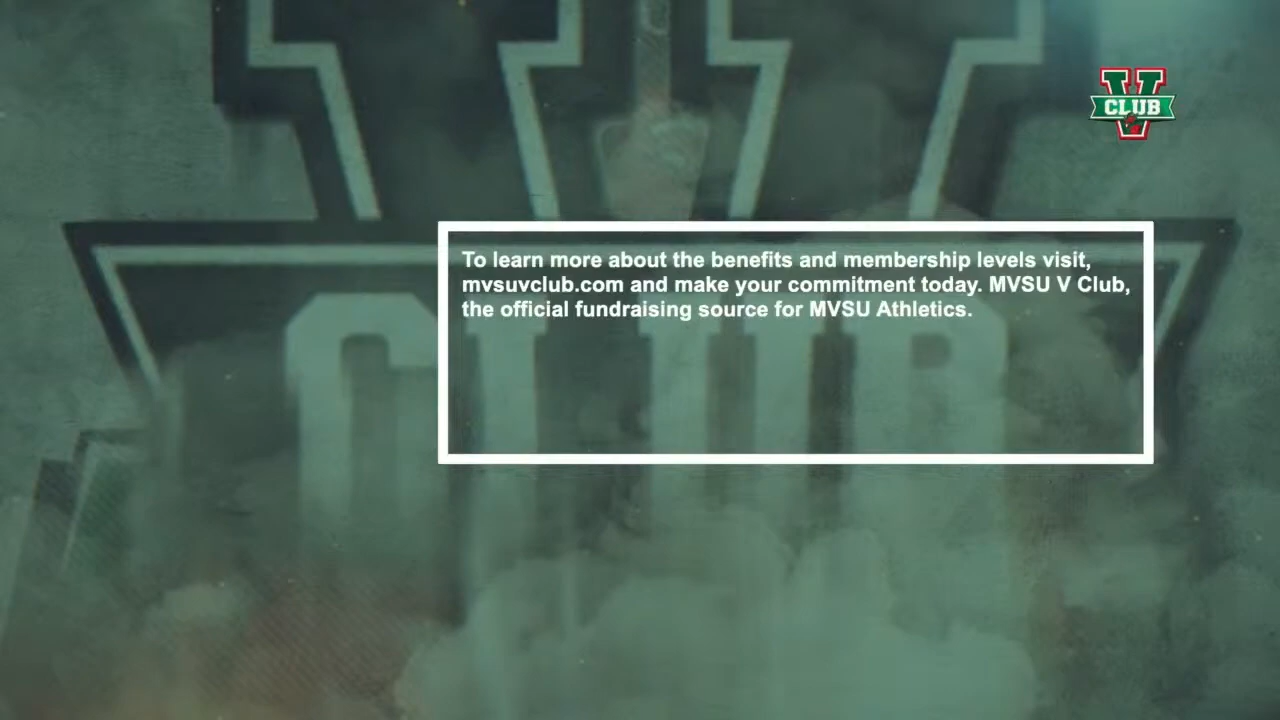 V
CLUB
To learn more about the benefits and membership levels visit,
mvsuvclub.com and make your commitment today. MVSU V Club,
the official fundraising source for MVSU Athletics.
V
CLUB